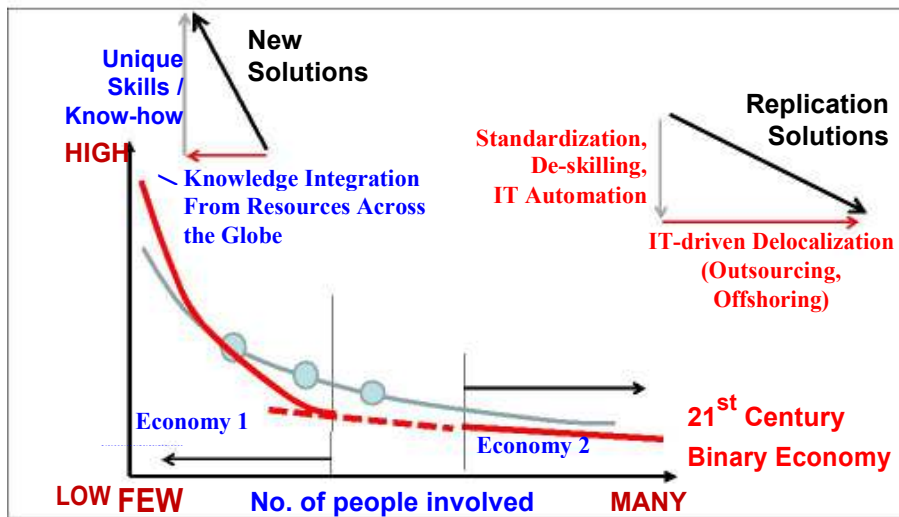 Unique
Skills /
Know-how
New
Solutions
HIGH
Knowledge Integration
From Resources Across
the Globe
Replication
Solutions
Standardization,
De-skilling,
IT Automation
IT-driven Delocalization
(Outsourcing,
Offshoring)
Economy 1
Economy 2
21st Century
Binary Economy
LOW FEW No. of people involved MANY